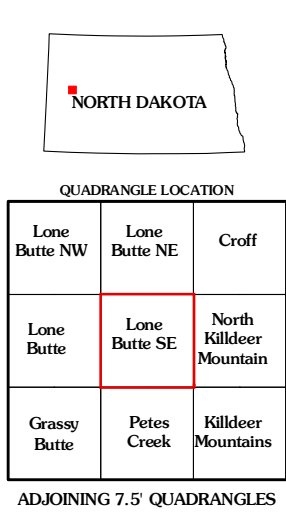 NORTH DAKOTA
QUADRANGLE LOCATION
Lone
Butte NW
Lone
Butte NE
Croff
Lone
Butte
Lone
Butte SE
North
Killdeer
Mountain
Grassy
Butte
Petes
Creek
Killdeer
Mountains
ADJOINING 7.5' QUADRANGLES